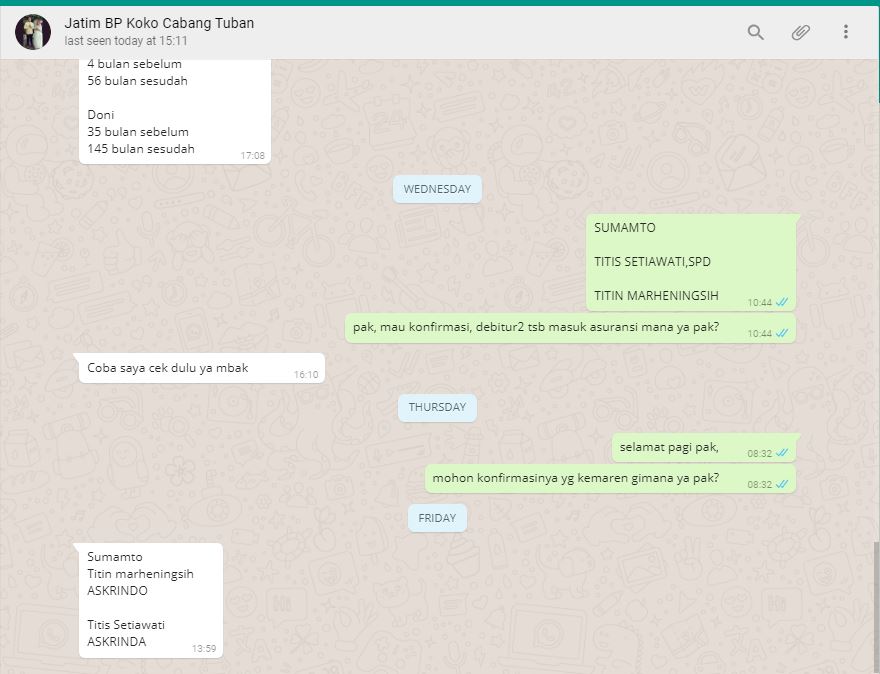 Jatim BP Koko Cabang Tuban
last seen today at 15:11
4 bulan sebelum
56 bulan sesudah
Doni
35 bulan sebelum
145 bulan sesudah
17:08
WEDNESDAY
SUMAMTO
TITIS SETIAWATI,SPD
TITIN MARHENINGSIH
10:44
pak, mau konfirmasi, debitur2 tsb masuk asuransi mana ya pak?
10:44
Coba saya cek dulu ya mbak
16:10
THURSDAY
selamat pagi pak,
08:32
mohon konfirmasinya yg kemaren gimana ya pak?
08:32
FRIDAY
Sumamto
Titin marheningsih
ASKRINDO
Titis Setiawati
ASKRINDA
13:59